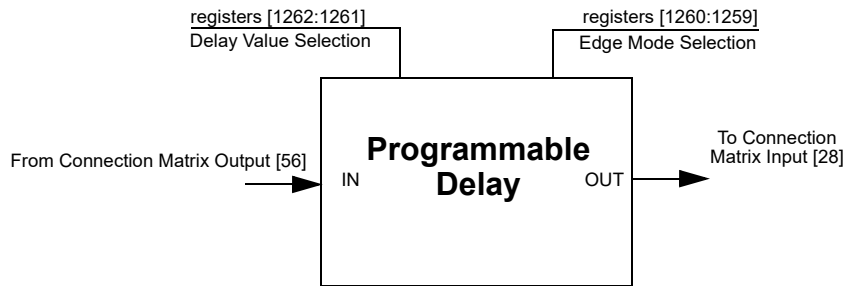 registers [1262:1261]
Delay Value Selection
registers [1260:1259]
Edge Mode Selection
From Connection Matrix Output [56]
IN
Programmable
Delay
OUT
To Connection
Matrix Input [28]